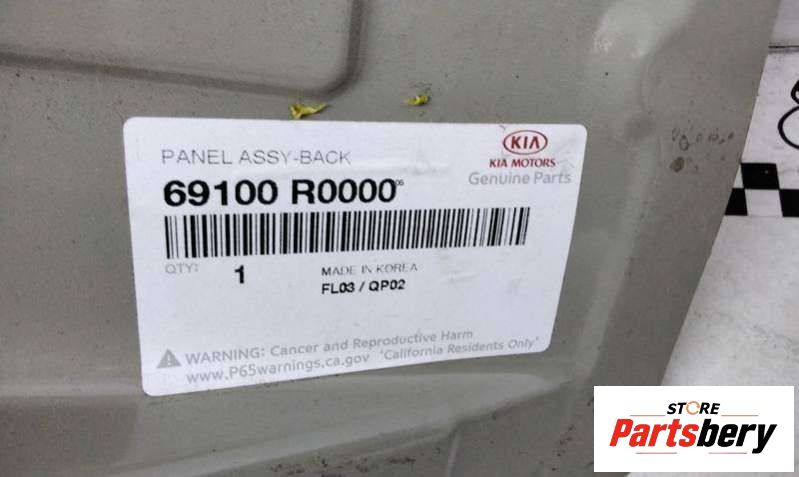 PANEL ASSY-BACK
69100 R0000 06
KIA
KIA MOTORS
Genuine Parts
QTY: 1
MADE IN KOREA
FL03 / QP02
WARNING: Cancer and Reproductive Harm
www.P65warnings.ca.gov 'California Residents Only'
STORE
Partsbery